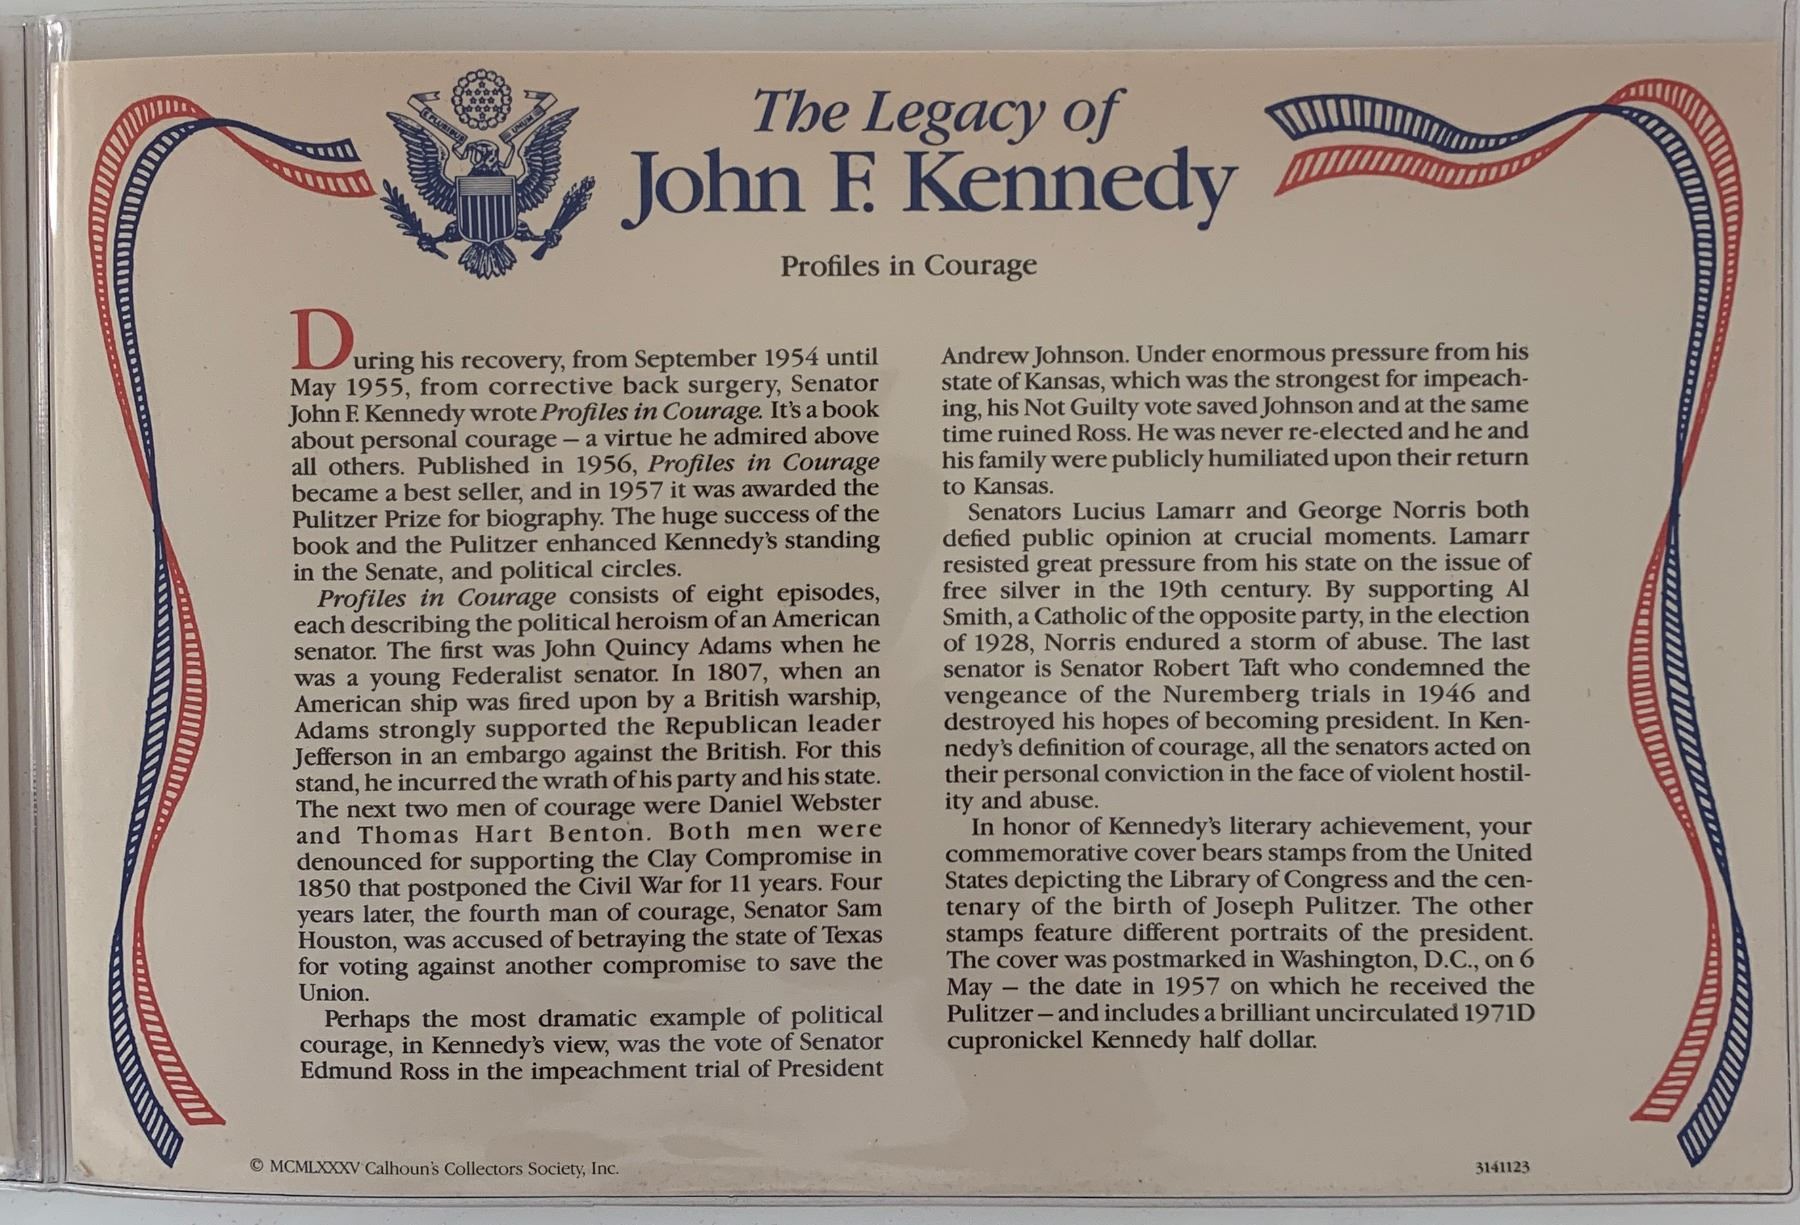 E PLURIBUS UNUM
The Legacy of
John F. Kennedy
Profiles in Courage
During his recovery, from September 1954 until
May 1955, from corrective back surgery, Senator
John F. Kennedy wrote Profiles in Courage. It's a book
about personal courage – a virtue he admired above
all others. Published in 1956, Profiles in Courage
became a best seller, and in 1957 it was awarded the
Pulitzer Prize for biography. The huge success of the
book and the Pulitzer enhanced Kennedy's standing
in the Senate, and political circles.
Profiles in Courage consists of eight episodes,
each describing the political heroism of an American
senator. The first was John Quincy Adams when he
was a young Federalist senator. In 1807, when an
American ship was fired upon by a British warship,
Adams strongly supported the Republican leader
Jefferson in an embargo against the British. For this
stand, he incurred the wrath of his party and his state.
The next two men of courage were Daniel Webster
and Thomas Hart Benton. Both men were
denounced for supporting the Clay Compromise in
1850 that postponed the Civil War for 11 years. Four
years later, the fourth man of courage, Senator Sam
Houston, was accused of betraying the state of Texas
for voting against another compromise to save the
Union.
Perhaps the most dramatic example of political
courage, in Kennedy's view, was the vote of Senator
Edmund Ross in the impeachment trial of President
Andrew Johnson. Under enormous pressure from his
state of Kansas, which was the strongest for impeach-
ing, his Not Guilty vote saved Johnson and at the same
time ruined Ross. He was never re-elected and he and
his family were publicly humiliated upon their return
to Kansas.
Senators Lucius Lamarr and George Norris both
defied public opinion at crucial moments. Lamarr
resisted great pressure from his state on the issue of
free silver in the 19th century. By supporting Al
Smith, a Catholic of the opposite party, in the election
of 1928, Norris endured a storm of abuse. The last
senator is Senator Robert Taft who condemned the
vengeance of the Nuremberg trials in 1946 and
destroyed his hopes of becoming president. In Ken-
nedy's definition of courage, all the senators acted on
their personal conviction in the face of violent hostil-
ity and abuse.
In honor of Kennedy's literary achievement, your
commemorative cover bears stamps from the United
States depicting the Library of Congress and the cen-
tenary of the birth of Joseph Pulitzer. The other
stamps feature different portraits of the president.
The cover was postmarked in Washington, D.C., on 6
May – the date in 1957 on which he received the
Pulitzer – and includes a brilliant uncirculated 1971D
cupronickel Kennedy half dollar.
© MCMLXXXV Calhoun's Collectors Society, Inc.
3141123